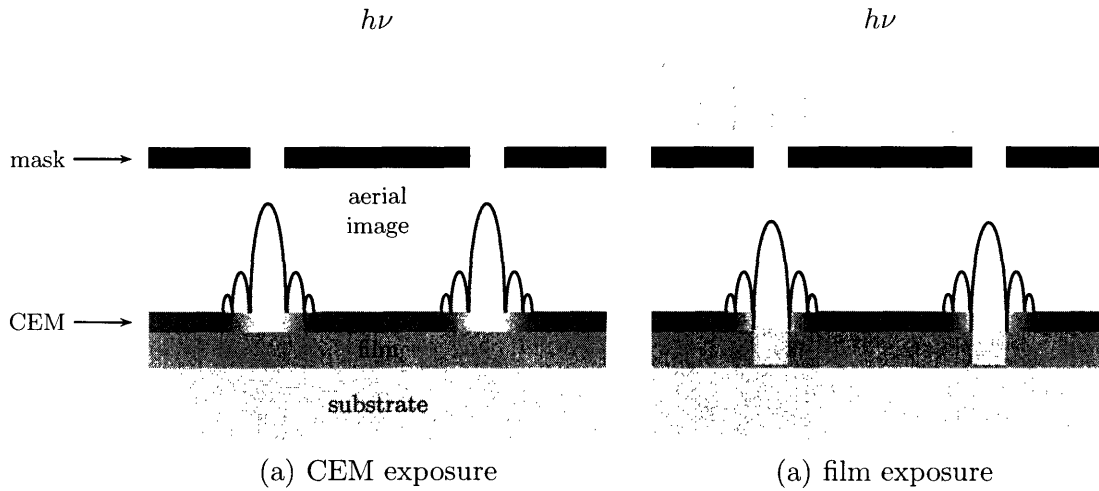 hν
hν
mask
aerial
image
CEM
film
substrate
(a) CEM exposure
(a) film exposure